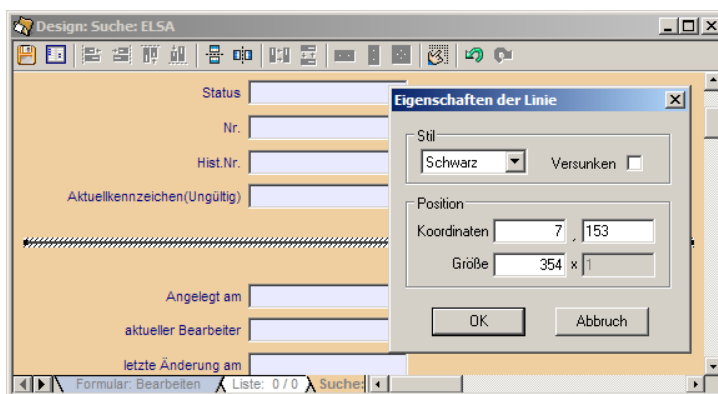 Design: Suche: ELSA
Status
Nr.
Hist.Nr.
Aktuellkennzeichen(Ungültig)
Angelegt am
aktueller Bearbeiter
letzte Änderung am
Formular: Bearbeiten
Liste: 0 / 0
Suche:
Eigenschaften der Linie
Stil
Schwarz
Versunken
Position
Koordinaten 7 , 153
Größe 354 x 1
OK
Abbruch